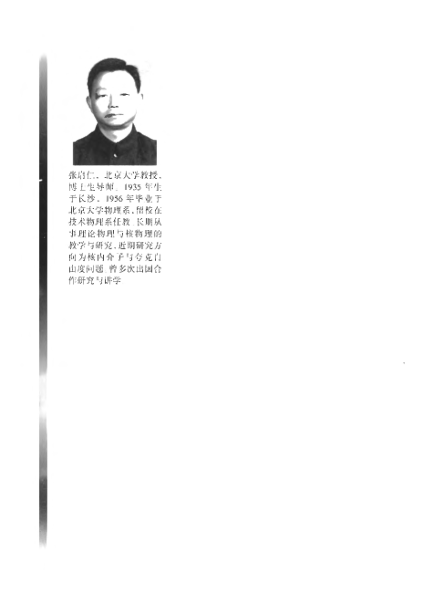 张启仁，北京大学教授，
博士生导师。1935 年生
于长沙，1956 年毕业于
北京大学物理系，留校在
技术物理系任教。长期从
事理论物理与核物理的
教学与研究。近期研究方
向为核内介子与夸克自
由度问题。曾多次出国合
作研究与讲学